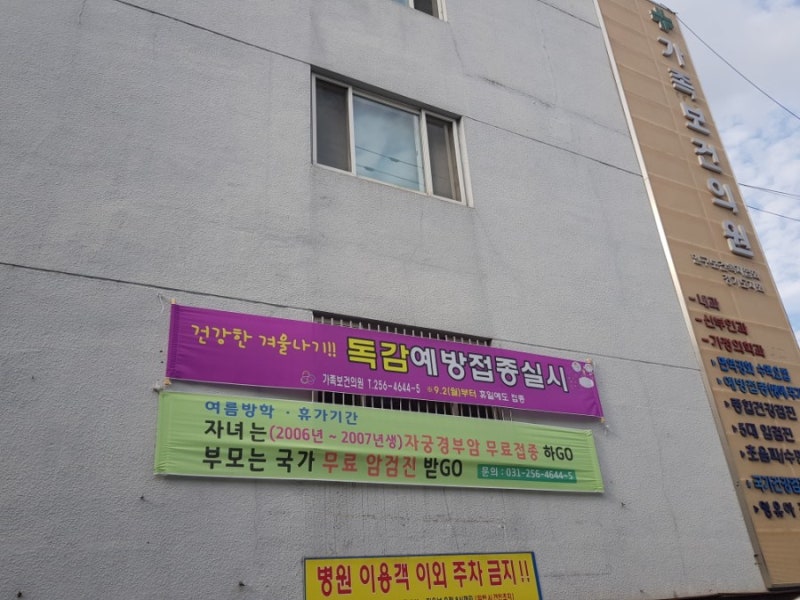 가족보건의원
-내과
-산부인과
-가정의학과
건강한 겨울나기!! 독감예방접종실시
가족보건의원 T.256-4644~5 ※9.2(월)부터 휴일에도 접종
여름방학 · 휴가기간
자녀는(2006년 ~ 2007년생)자궁경부암 무료접종 하GO
부모는 국가 무료 암검진 받GO 문의 : 031-256-4644~5
병원 이용객 이외 주차 금지!!
종합건강검진
5대 암검진